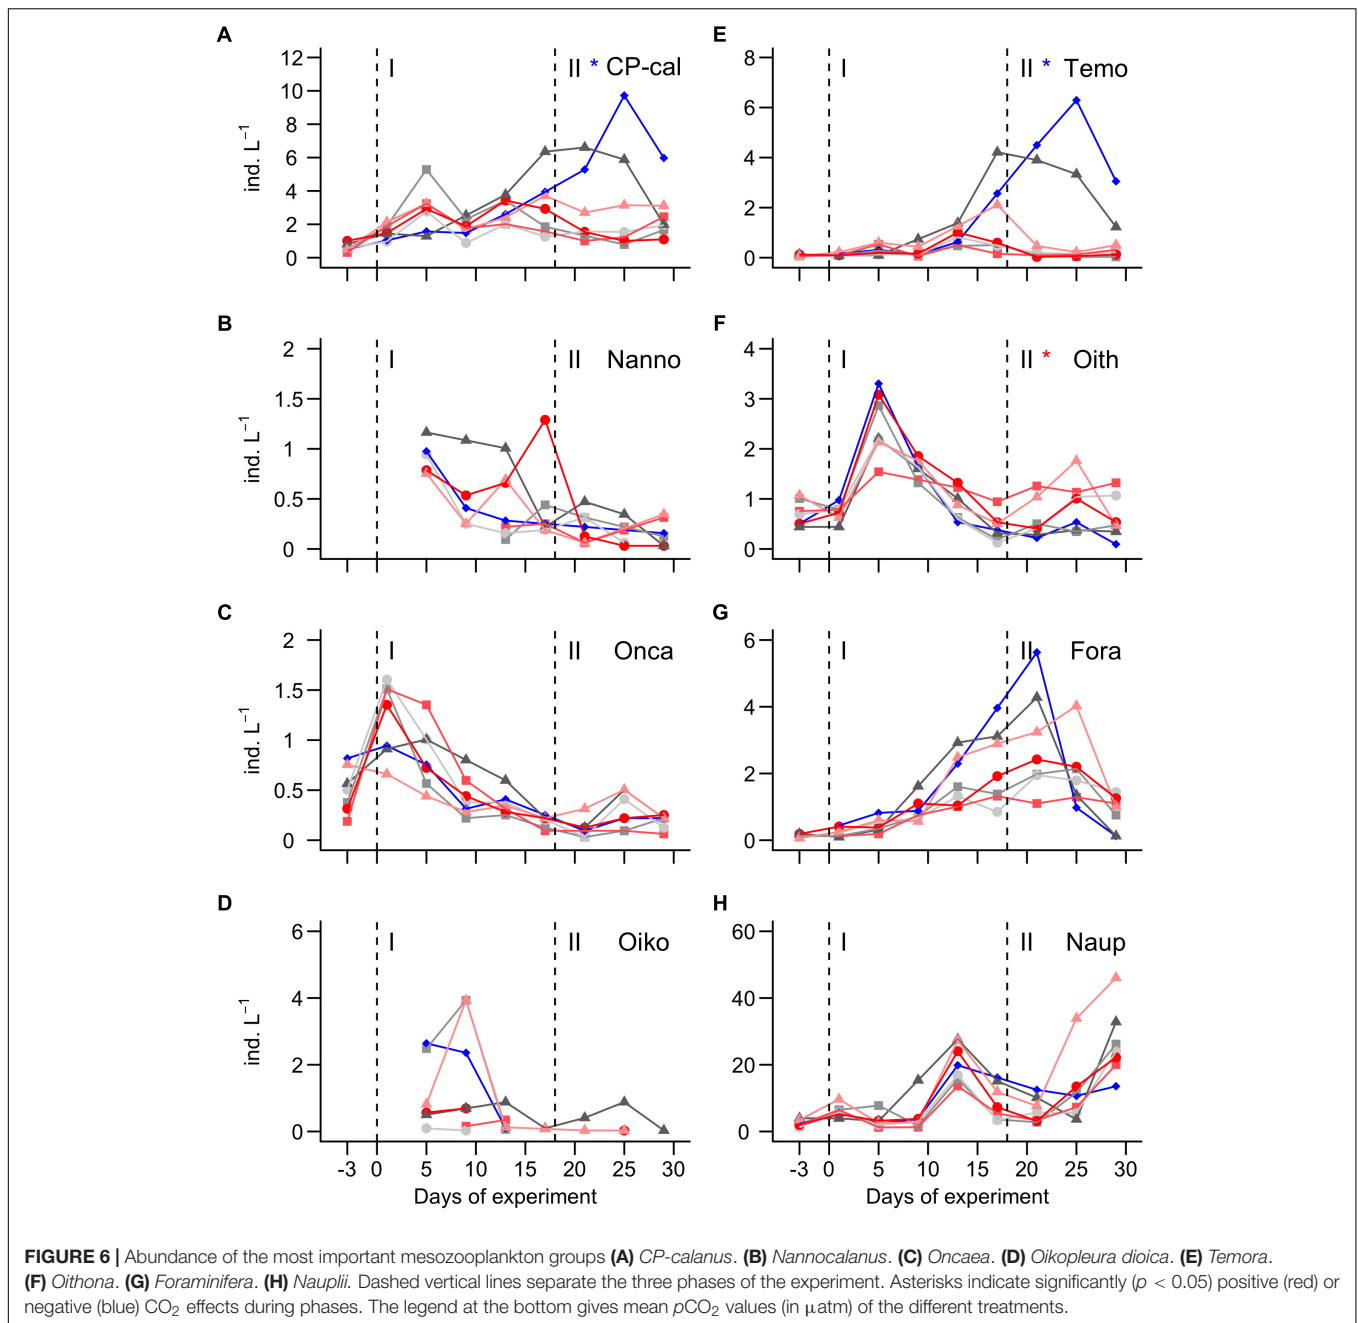 A
12
10
8
6
4
2
0
ind. L⁻¹
I
II * CP-cal
E
8
6
4
2
0
I
II * Temo
B
2
1.5
1
0.5
0
ind. L⁻¹
I
II Nanno
F
4
3
2
1
0
I
II * Oith
C
2
1.5
1
0.5
0
ind. L⁻¹
I
II Onca
G
6
4
2
0
I
II Fora
D
6
4
2
0
ind. L⁻¹
I
II Oiko
-3 0 5 10 15 20 25 30
Days of experiment
H
60
40
20
0
I
II Naup
-3 0 5 10 15 20 25 30
Days of experiment
FIGURE 6 | Abundance of the most important mesozooplankton groups (A) CP-calanus. (B) Nannocalanus. (C) Oncaea. (D) Oikopleura dioica. (E) Temora.
(F) Oithona. (G) Foraminifera. (H) Nauplii. Dashed vertical lines separate the three phases of the experiment. Asterisks indicate significantly (p < 0.05) positive (red) or
negative (blue) CO₂ effects during phases. The legend at the bottom gives mean pCO₂ values (in μatm) of the different treatments.